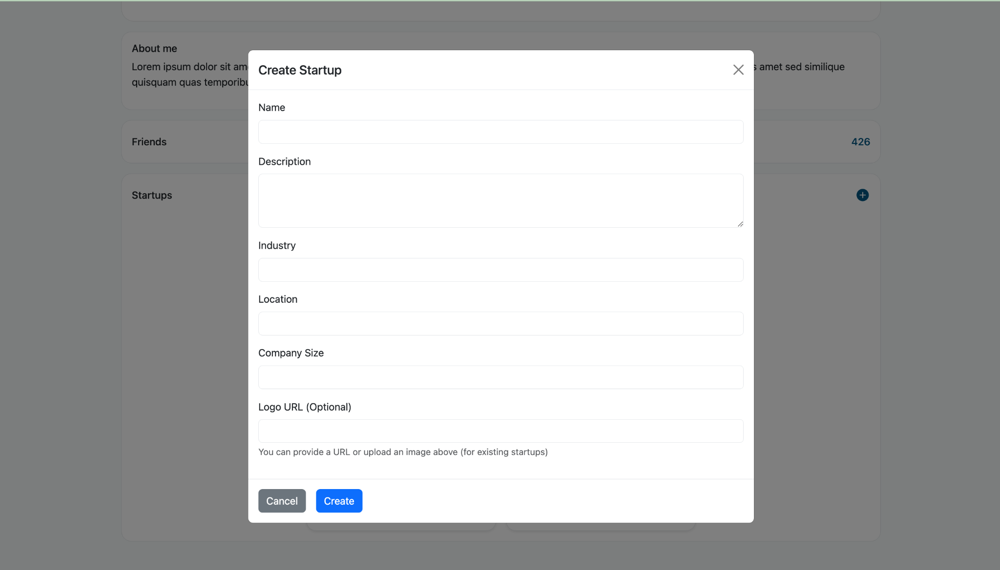 About me
Lorem ipsum dolor sit am
amet sed similique
quisquam quas temporibu
Friends
426
Startups
Create Startup
Name
Description
Industry
Location
Company Size
Logo URL (Optional)
You can provide a URL or upload an image above (for existing startups)
Cancel
Create